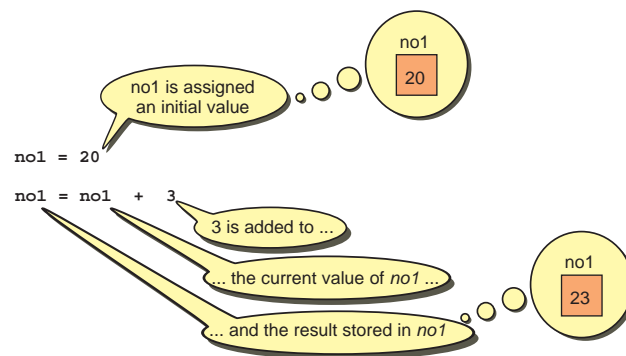 no1
20
no1 is assigned
an initial value
no1 = 20
no1 = no1 + 3
3 is added to ...
... the current value of no1 ...
no1
23
... and the result stored in no1